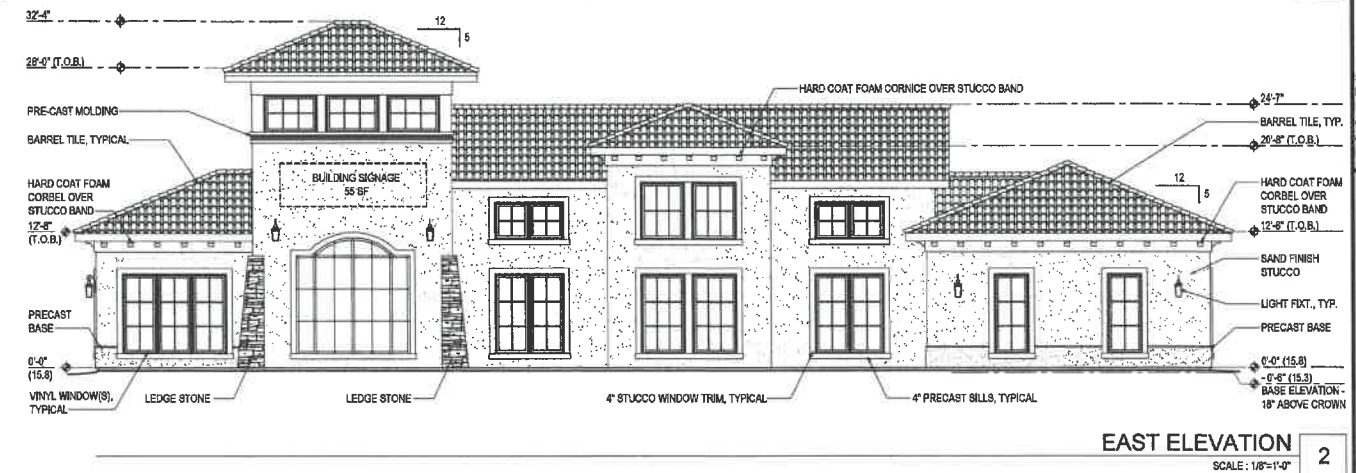 32'-4"
12
5
28'-0" (T.O.B.)
PRE-CAST MOLDING
BARREL TILE, TYPICAL
HARD COAT FOAM
CORBEL OVER
STUCCO BAND
12'-8"
(T.O.B.)
PRECAST
BASE
0'-0"
(15.8)
VINYL WINDOW(S),
TYPICAL
LEDGE STONE
LEDGE STONE
BUILDING SIGNAGE
55 SF
HARD COAT FOAM CORNICE OVER STUCCO BAND
4" STUCCO WINDOW TRIM, TYPICAL
4" PRECAST SILLS, TYPICAL
24'-7"
BARREL TILE, TYP.
20'-8" (T.O.B.)
12
5
HARD COAT FOAM
CORBEL OVER
STUCCO BAND
12'-8" (T.O.B.)
SAND FINISH
STUCCO
LIGHT FIXT., TYP.
PRECAST BASE
0'-0" (15.8)
- 0'-6" (15.3)
BASE ELEVATION -
18" ABOVE CROWN
EAST ELEVATION
SCALE : 1/8"=1'-0"
2